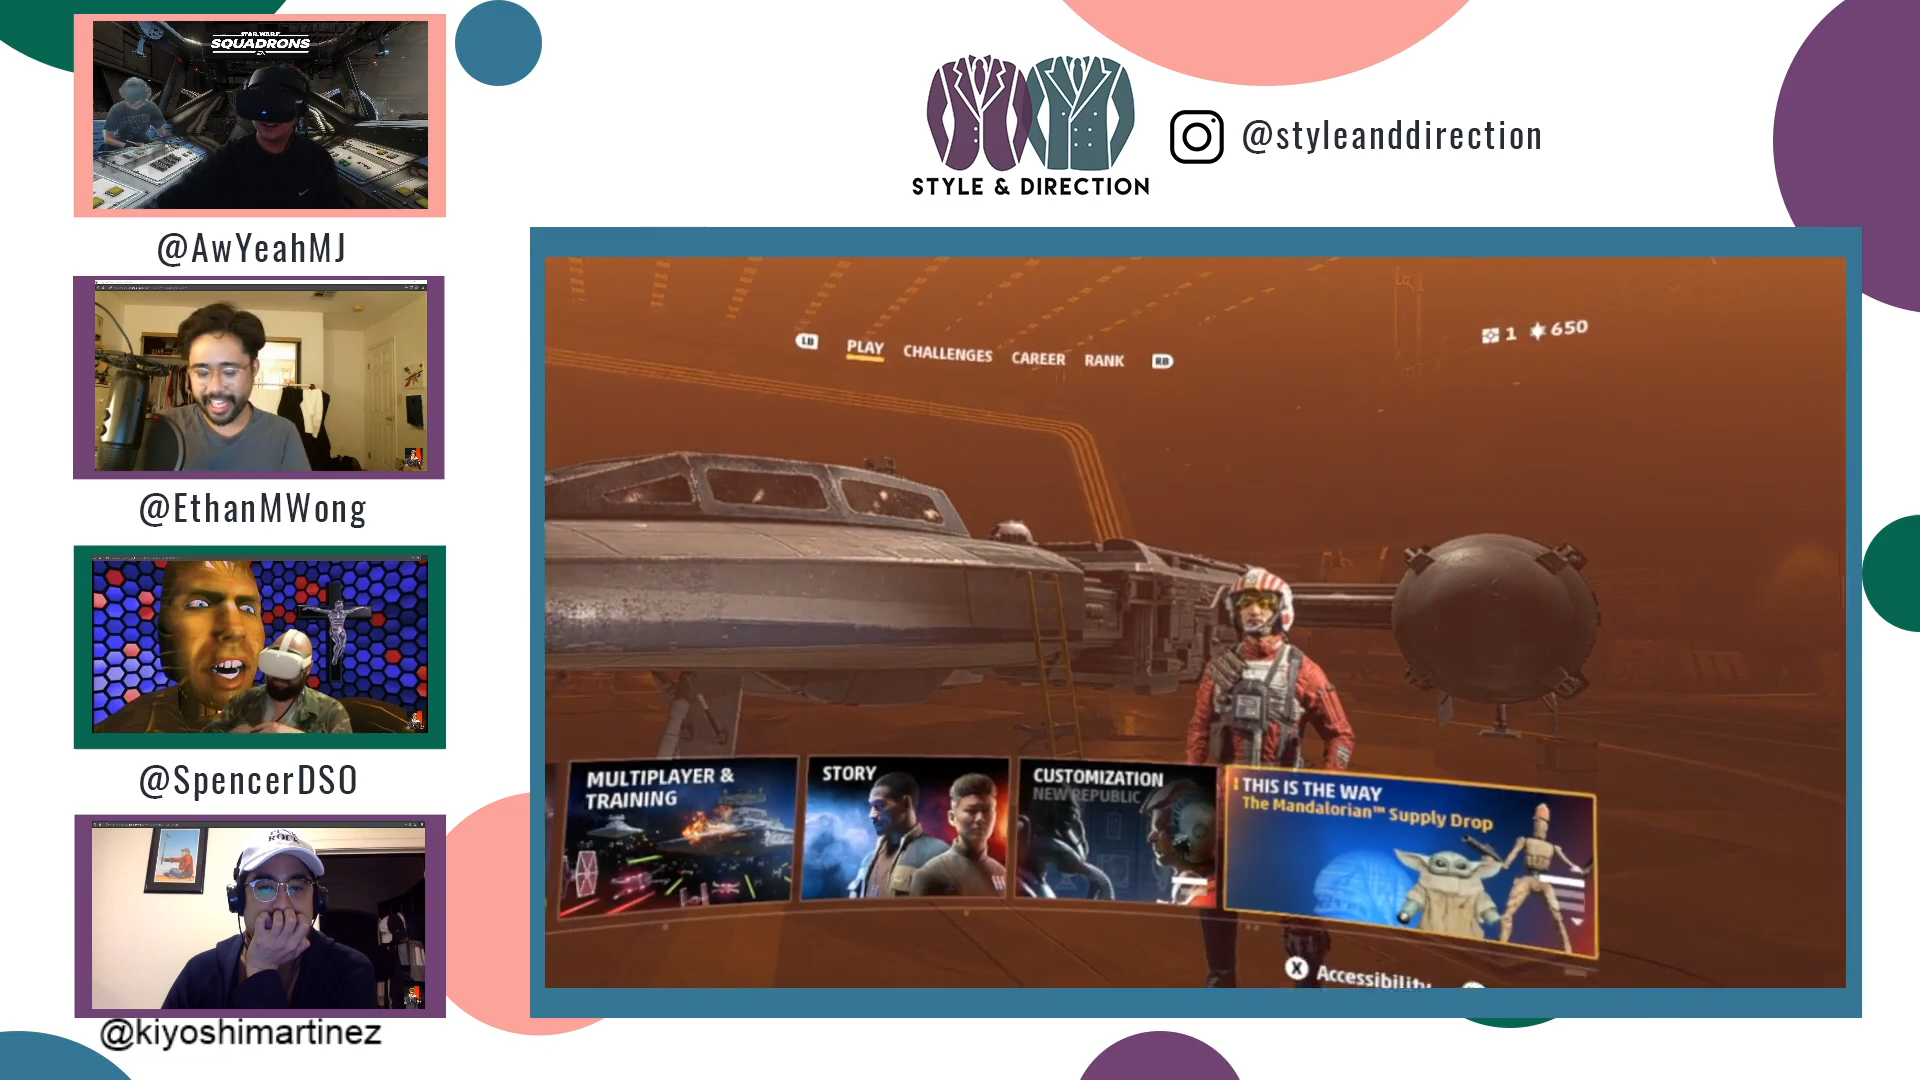 STAR WARS
SQUADRONS
@AwYeahMJ
@EthanMWong
@SpencerDSO
@kiyoshimartinez
STYLE & DIRECTION
@styleanddirection
LB PLAY CHALLENGES CAREER RANK RB
1 650
MULTIPLAYER &
TRAINING
STORY
CUSTOMIZATION
NEW REPUBLIC
! THIS IS THE WAY
The Mandalorian™ Supply Drop
X Accessibility